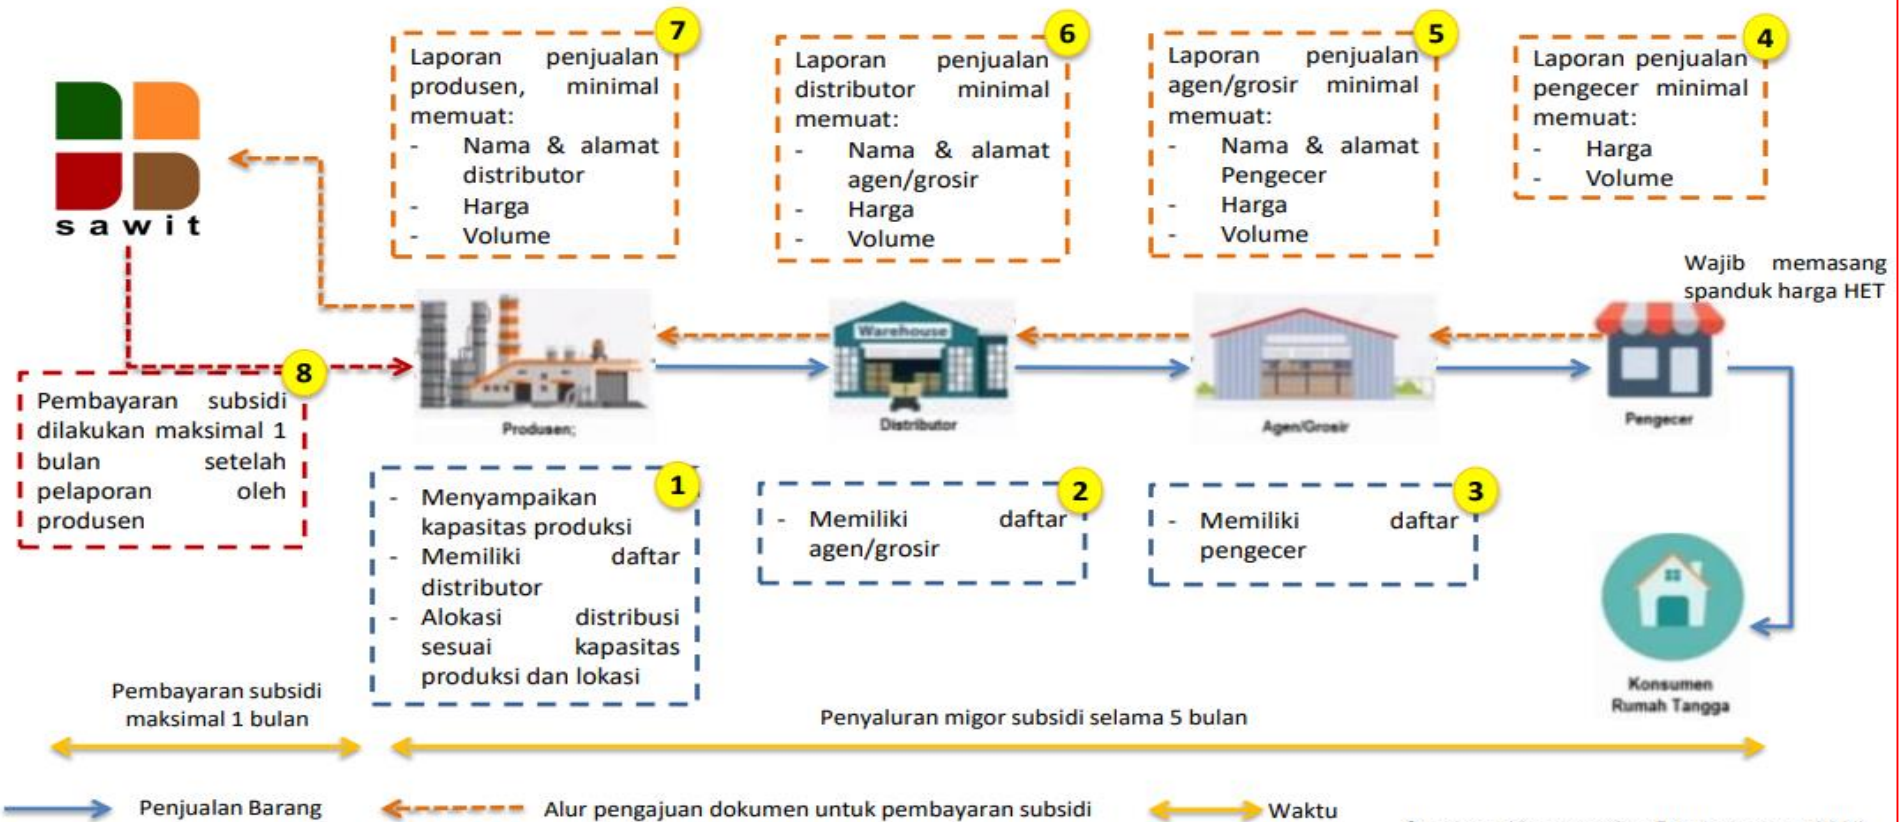 7
Laporan penjualan
produsen, minimal
memuat:
- Nama & alamat
distributor
- Harga
- Volume
6
Laporan penjualan
distributor minimal
memuat:
- Nama & alamat
agen/grosir
- Harga
- Volume
5
Laporan penjualan
agen/grosir minimal
memuat:
- Nama & alamat
Pengecer
- Harga
- Volume
4
Laporan penjualan
pengecer minimal
memuat:
- Harga
- Volume
sawit
Wajib memasang
spanduk harga HET
Warehouse
Produsen;
Distributor
Agen/Grosir
Pengecer
8
Pembayaran subsidi
dilakukan maksimal 1
bulan setelah
pelaporan oleh
produsen
1
- Menyampaikan
kapasitas produksi
- Memiliki daftar
distributor
- Alokasi distribusi
sesuai kapasitas
produksi dan lokasi
2
- Memiliki daftar
agen/grosir
3
- Memiliki daftar
pengecer
Konsumen
Rumah Tangga
Pembayaran subsidi
maksimal 1 bulan
Penyaluran migor subsidi selama 5 bulan
Penjualan Barang
Alur pengajuan dokumen untuk pembayaran subsidi
Waktu